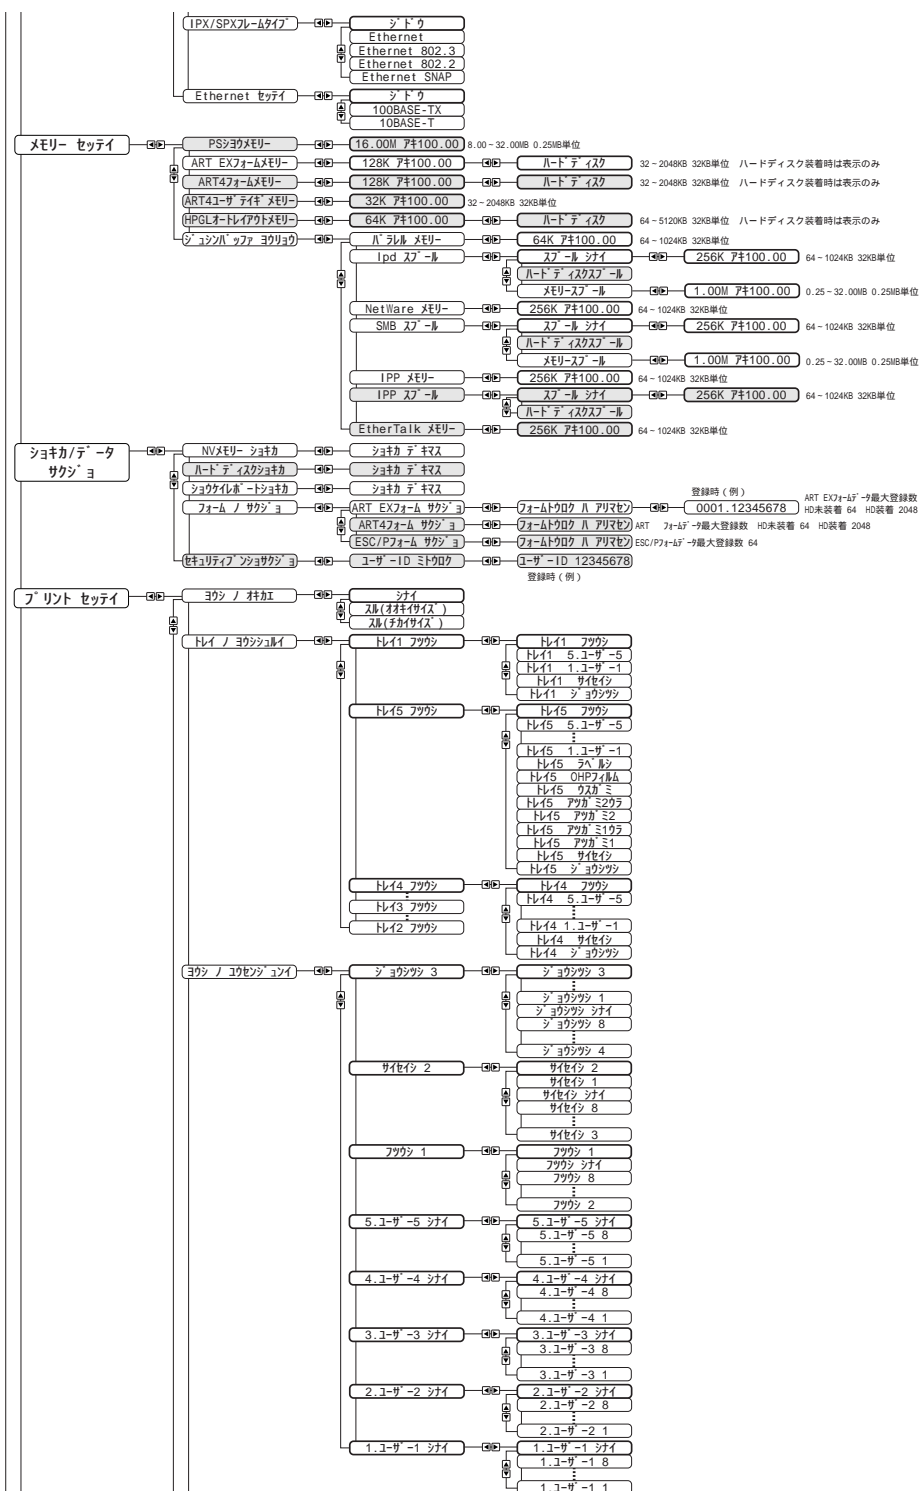 IPX/SPXフレームタイプ ジドウ
Ethernet
Ethernet 802.3
Ethernet 802.2
Ethernet SNAP
Ethernet セッテイ ジドウ
100BASE-TX
10BASE-T
メモリー セッテイ PSショウメモリー 16.00M アキ100.00 8.00~32.00MB 0.25MB単位
ART EXフォームメモリー 128K アキ100.00 ハードディスク 32~2048KB 32KB単位 ハードディスク装着時は表示のみ
ART4フォームメモリー 128K アキ100.00 ハードディスク 32~2048KB 32KB単位 ハードディスク装着時は表示のみ
ART4ユーザテイギメモリー 32K アキ100.00 32~2048KB 32KB単位
HPGLオートレイアウトメモリー 64K アキ100.00 ハードディスク 64~5120KB 32KB単位 ハードディスク装着時は表示のみ
ジュシンバッファ ヨウリョウ パラレル メモリー 64K アキ100.00 64~1024KB 32KB単位
lpd スプール スプール シナイ 256K アキ100.00 64~1024KB 32KB単位
ハードディスクスプール
メモリースプール 1.00M アキ100.00 0.25~32.00MB 0.25MB単位
NetWare メモリー 256K アキ100.00 64~1024KB 32KB単位
SMB スプール スプール シナイ 256K アキ100.00 64~1024KB 32KB単位
ハードディスクスプール
メモリースプール 1.00M アキ100.00 0.25~32.00MB 0.25MB単位
IPP メモリー 256K アキ100.00 64~1024KB 32KB単位
IPP スプール スプール シナイ 256K アキ100.00 64~1024KB 32KB単位
ハードディスクスプール
EtherTalk メモリー 256K アキ100.00 64~1024KB 32KB単位
ショキカ/データ
サクジョ NVメモリー ショキカ ショキカ デキマス
ハードディスクショキカ ショキカ デキマス
ショウケイレポートショキカ ショキカ デキマス
登録時(例)
フォーム ノ サクジョ ART EXフォーム サクジョ フォームトウロク ハ アリマセン 0001.12345678 ART EXフォームデータ最大登録数
HD未装着 64 HD装着 2048
ART4フォーム サクジョ フォームトウロク ハ アリマセン ART フォームデータ最大登録数 HD未装着 64 HD装着 2048
ESC/Pフォーム サクジョ フォームトウロク ハ アリマセン ESC/Pフォームデータ最大登録数 64
セキュリティブンショサクジョ ユーザーID ミトウロク ユーザーID 12345678
登録時(例)
プリント セッテイ ヨウシ ノ オキカエ シナイ
スル(オオキイサイズ)
スル(チカイサイズ)
トレイ ノ ヨウシシュルイ トレイ1 フツウシ トレイ1 フツウシ
トレイ1 5.ユーザー5
トレイ1 1.ユーザー1
トレイ1 サイセイシ
トレイ1 ジョウシツシ
トレイ5 フツウシ トレイ5 フツウシ
トレイ5 5.ユーザー5
トレイ5 1.ユーザー1
トレイ5 ラベルシ
トレイ5 OHPフィルム
トレイ5 ウスガミ
トレイ5 アツガミ2ウラ
トレイ5 アツガミ2
トレイ5 アツガミ1ウラ
トレイ5 アツガミ1
トレイ5 サイセイシ
トレイ5 ジョウシツシ
トレイ4 フツウシ トレイ4 フツウシ
トレイ4 5.ユーザー5
トレイ3 フツウシ
トレイ2 フツウシ トレイ4 1.ユーザー1
トレイ4 サイセイシ
トレイ4 ジョウシツシ
ヨウシ ノ ユウセンジュンイ ジョウシツシ 3 ジョウシツシ 3
ジョウシツシ 1
ジョウシツシ シナイ
ジョウシツシ 8
ジョウシツシ 4
サイセイシ 2 サイセイシ 2
サイセイシ 1
サイセイシ シナイ
サイセイシ 8
サイセイシ 3
フツウシ 1 フツウシ 1
フツウシ シナイ
フツウシ 8
フツウシ 2
5.ユーザー5 シナイ 5.ユーザー5 シナイ
5.ユーザー5 8
5.ユーザー5 1
4.ユーザー4 シナイ 4.ユーザー4 シナイ
4.ユーザー4 8
4.ユーザー4 1
3.ユーザー3 シナイ 3.ユーザー3 シナイ
3.ユーザー3 8
3.ユーザー3 1
2.ユーザー2 シナイ 2.ユーザー2 シナイ
2.ユーザー2 8
2.ユーザー2 1
1.ユーザー1 シナイ 1.ユーザー1 シナイ
1.ユーザー1 8
1.ユーザー1 1